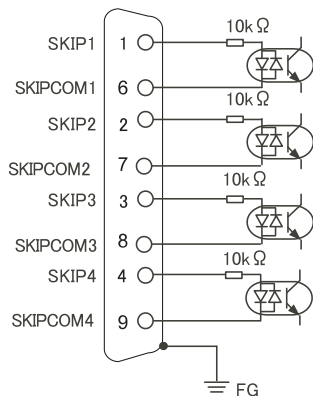 SKIP1 1 10kΩ
SKIPCOM1 6
SKIP2 2 10kΩ
SKIPCOM2 7
SKIP3 3 10kΩ
SKIPCOM3 8
SKIP4 4 10kΩ
SKIPCOM4 9
FG